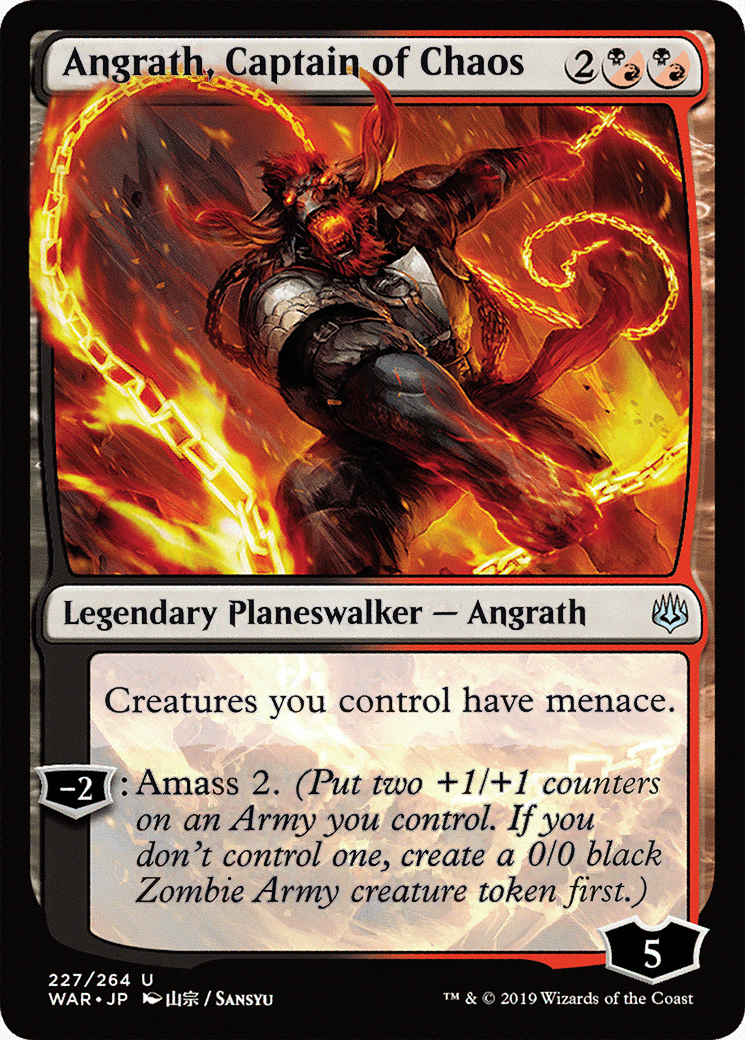 Angrath, Captain of Chaos 2
Legendary Planeswalker — Angrath
Creatures you control have menace.
−2 : Amass 2. (Put two +1/+1 counters
on an Army you control. If you
don't control one, create a 0/0 black
Zombie Army creature token first.)
5
227/264 U
WAR • JP 山宗 / Sansyu
™ & © 2019 Wizards of the Coast